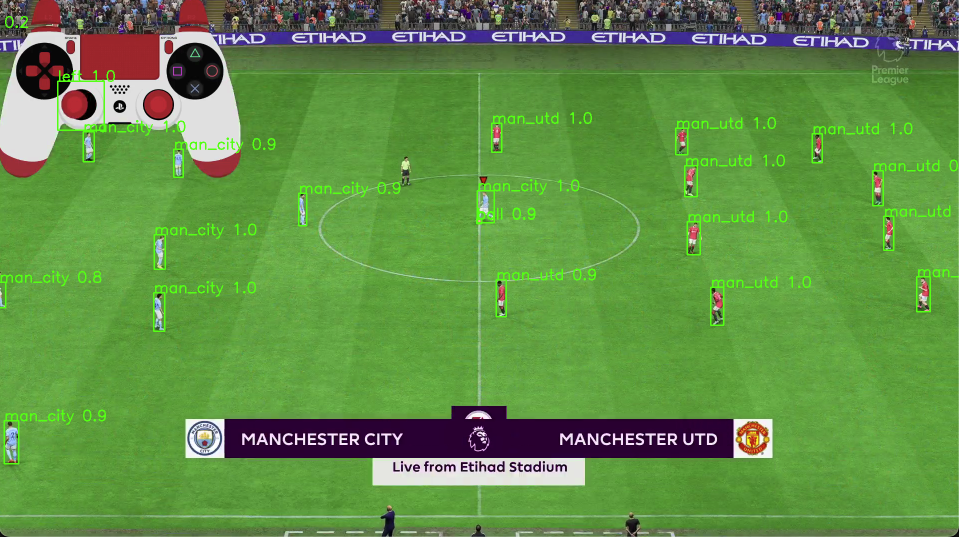 0.2
ETIHAD ETIHAD ETIHAD ETIHAD ETIHAD ETIHAD
Premier
League
left 1.0
man_city 1.0
man_utd 1.0
man_utd 1.0
man_utd 1.0
man_city 0.9
man_utd 1.0
man_utd 0
man_city 0.9
man_city 1.0
ball 0.9
man_utd 1.0
man_utd
man_city 1.0
man_city 0.8
man_utd 0.9
man_
man_city 1.0
man_utd 1.0
man_city 0.9
MANCHESTER CITY
MANCHESTER UTD
Live from Etihad Stadium